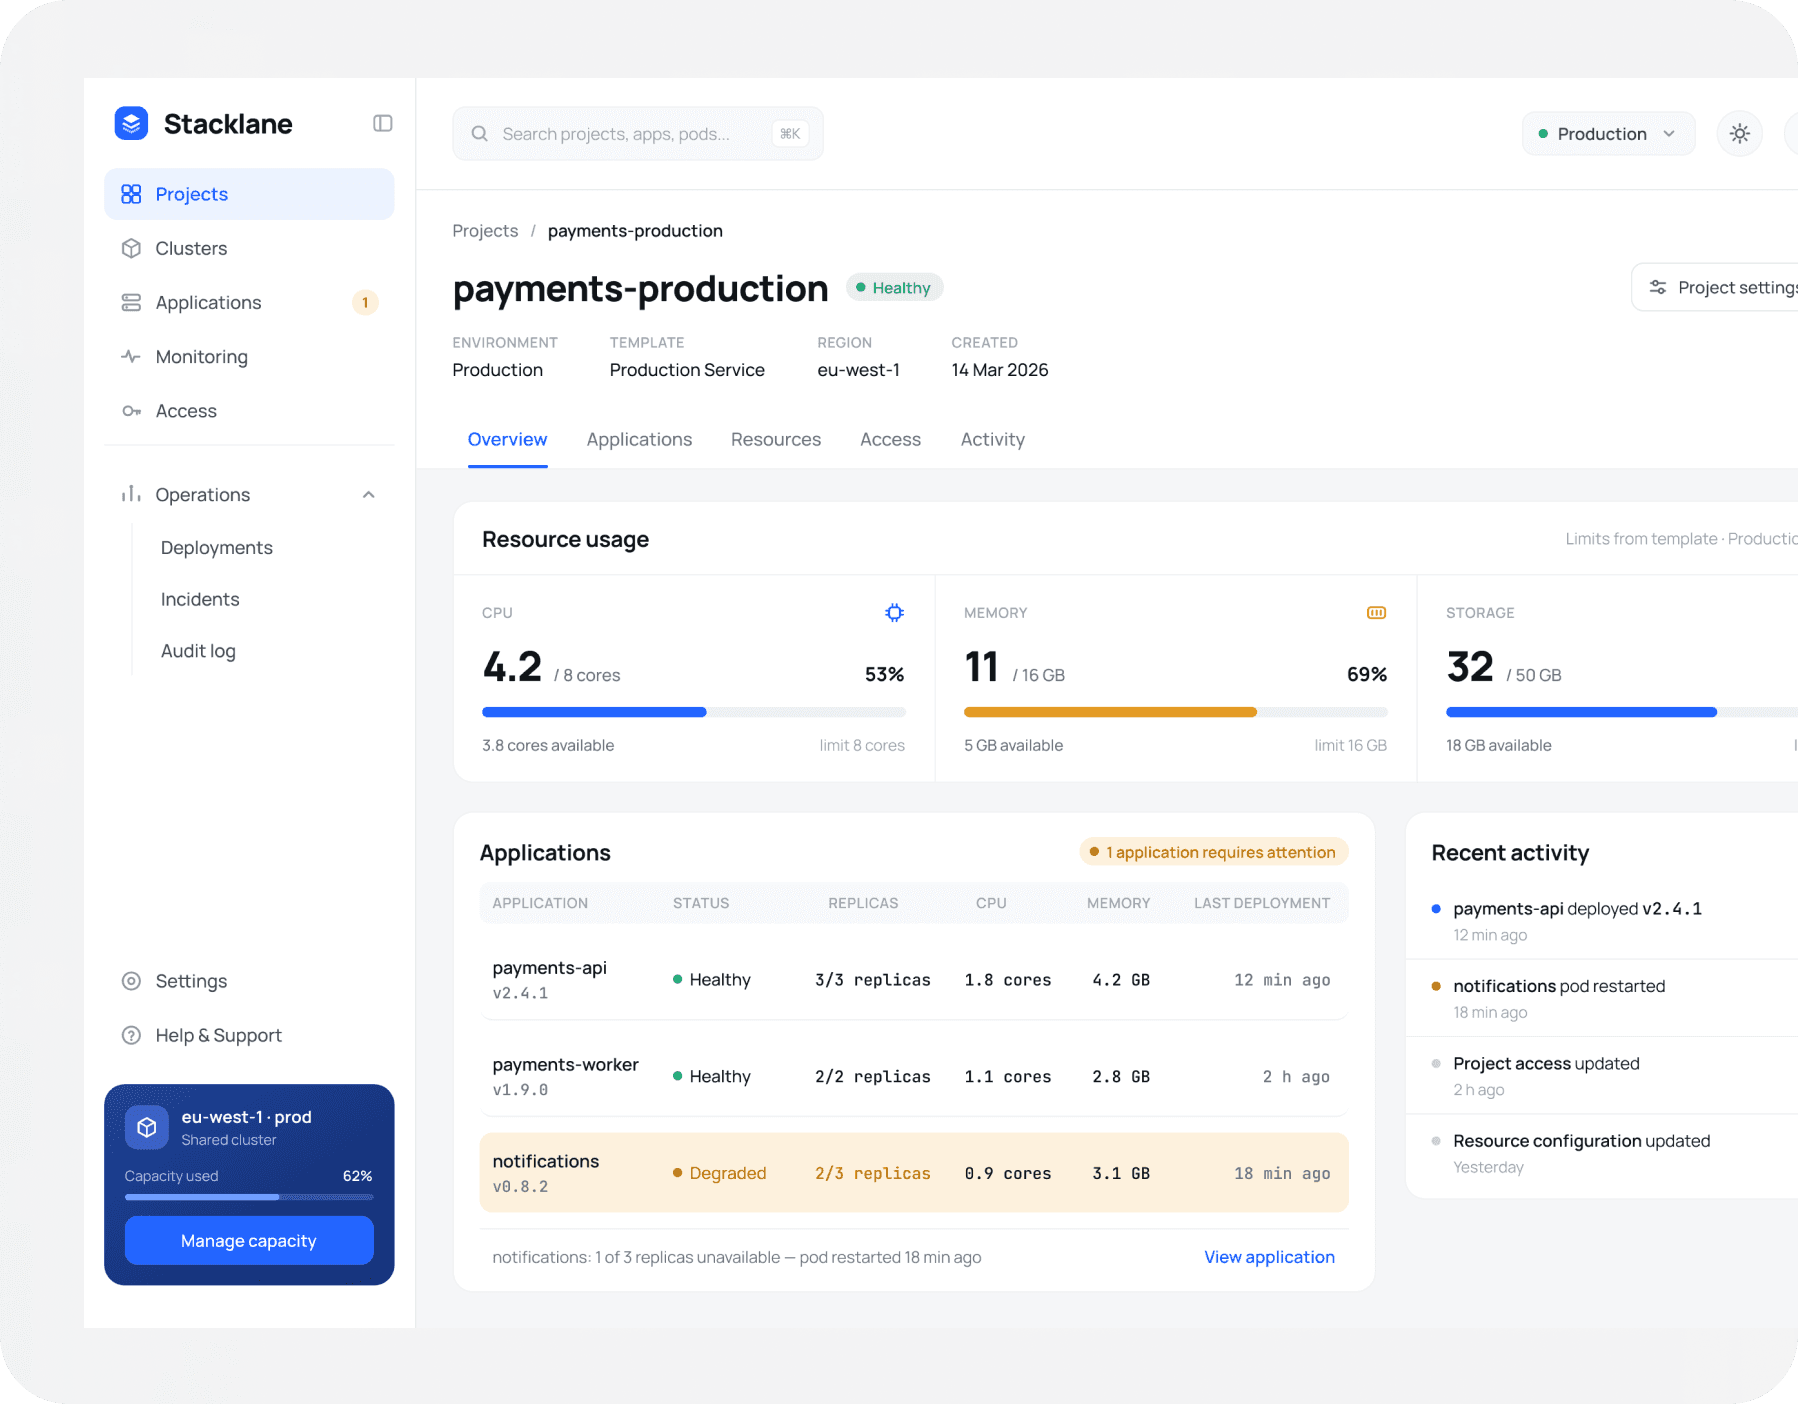 Stacklane
Projects
Clusters
Applications 1
Monitoring
Access
Operations
Deployments
Incidents
Audit log
Settings
Help & Support
eu-west-1 · prod
Shared cluster
Capacity used 62%
Manage capacity
Search projects, apps, pods... ⌘K
Production
Projects / payments-production
payments-production Healthy
Project settings
ENVIRONMENT TEMPLATE REGION CREATED
Production Production Service eu-west-1 14 Mar 2026
Overview Applications Resources Access Activity
Resource usage
Limits from template ·
CPU
4.2 / 8 cores 53%
3.8 cores available limit 8 cores
MEMORY
11 / 16 GB 69%
5 GB available limit 16 GB
STORAGE
32 / 50 GB
18 GB available
Applications
1 application requires attention
APPLICATION STATUS REPLICAS CPU MEMORY LAST DEPLOYMENT
payments-api
v2.4.1
Healthy 3/3 replicas 1.8 cores 4.2 GB 12 min ago
payments-worker
v1.9.0
Healthy 2/2 replicas 1.1 cores 2.8 GB 2 h ago
notifications
v0.8.2
Degraded 2/3 replicas 0.9 cores 3.1 GB 18 min ago
notifications: 1 of 3 replicas unavailable — pod restarted 18 min ago
View application
Recent activity
payments-api deployed v2.4.1
12 min ago
notifications pod restarted
18 min ago
Project access updated
2 h ago
Resource configuration updated
Yesterday